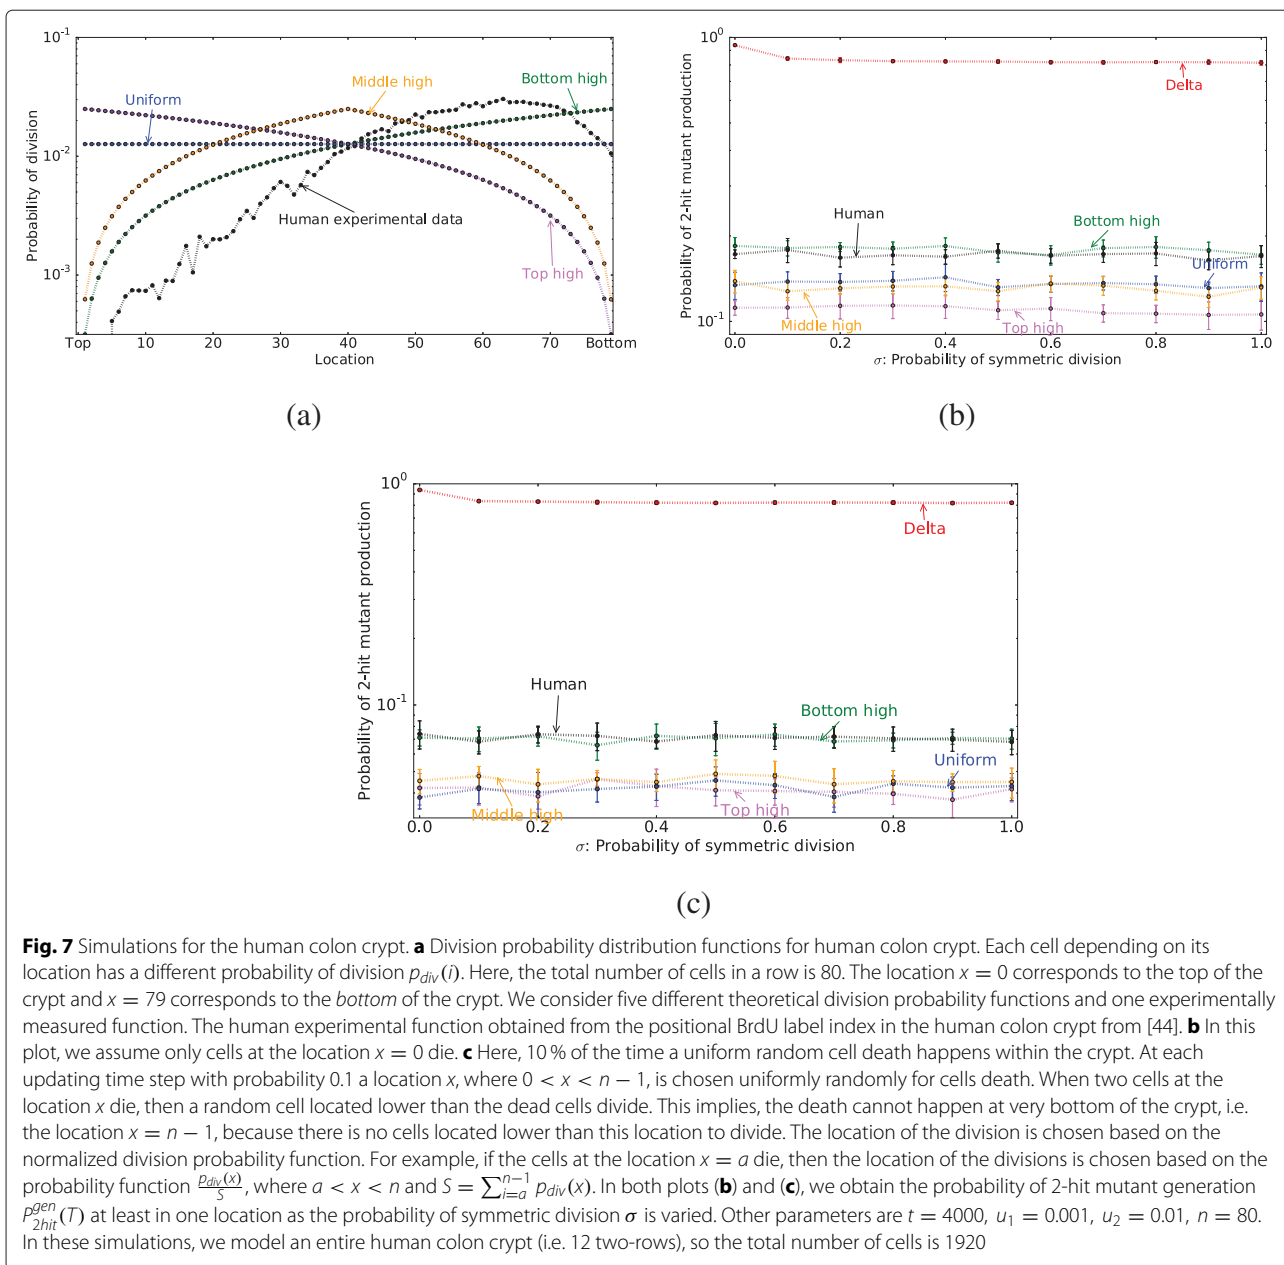 10⁻¹
10⁻²
10⁻³
Probability of division
Uniform
Middle high
Bottom high
Human experimental data
Top high
Top 10 20 30 40 50 60 70 Bottom
Location
(a)
10⁰
10⁻¹
Probability of 2-hit mutant production
Delta
Human
Bottom high
Uniform
Middle high
Top high
0.0 0.2 0.4 0.6 0.8 1.0
σ: Probability of symmetric division
(b)
10⁰
10⁻¹
Probability of 2-hit mutant production
Delta
Human
Bottom high
Uniform
Middle high
Top high
0.0 0.2 0.4 0.6 0.8 1.0
σ: Probability of symmetric division
(c)
Fig. 7 Simulations for the human colon crypt. a Division probability distribution functions for human colon crypt. Each cell depending on its
location has a different probability of division p_div(i). Here, the total number of cells in a row is 80. The location x = 0 corresponds to the top of the
crypt and x = 79 corresponds to the bottom of the crypt. We consider five different theoretical division probability functions and one experimentally
measured function. The human experimental function obtained from the positional BrdU label index in the human colon crypt from [44]. b In this
plot, we assume only cells at the location x = 0 die. c Here, 10 % of the time a uniform random cell death happens within the crypt. At each
updating time step with probability 0.1 a location x, where 0 < x < n − 1, is chosen uniformly randomly for cells death. When two cells at the
location x die, then a random cell located lower than the dead cells divide. This implies, the death cannot happen at very bottom of the crypt, i.e.
the location x = n − 1, because there is no cells located lower than this location to divide. The location of the division is chosen based on the
normalized division probability function. For example, if the cells at the location x = a die, then the location of the divisions is chosen based on the
probability function p_div(x)/S, where a < x < n and S = ∑_{i=a}^{n−1} p_div(x). In both plots (b) and (c), we obtain the probability of 2-hit mutant generation
P_{2hit}^{gen}(T) at least in one location as the probability of symmetric division σ is varied. Other parameters are t = 4000, u₁ = 0.001, u₂ = 0.01, n = 80.
In these simulations, we model an entire human colon crypt (i.e. 12 two-rows), so the total number of cells is 1920